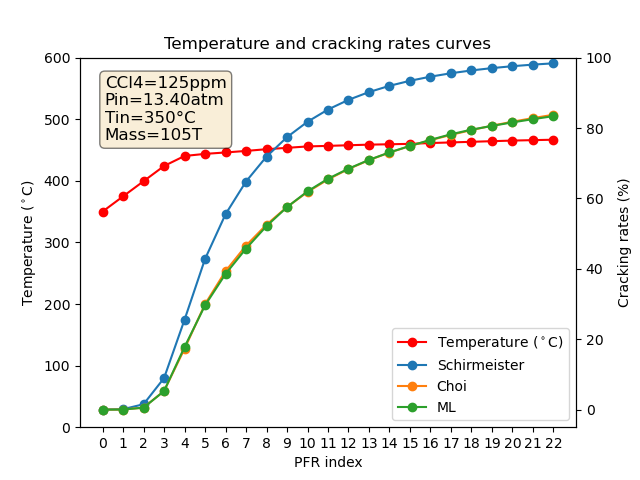 Temperature and cracking rates curves
CCl4=125ppm
Pin=13.40atm
Tin=350°C
Mass=105T
Temperature (°C)
600
500
400
300
200
100
0
Cracking rates (%)
100
80
60
40
20
0
Temperature (°C)
Schirmeister
Choi
ML
0 1 2 3 4 5 6 7 8 9 10 11 12 13 14 15 16 17 18 19 20 21 22
PFR index